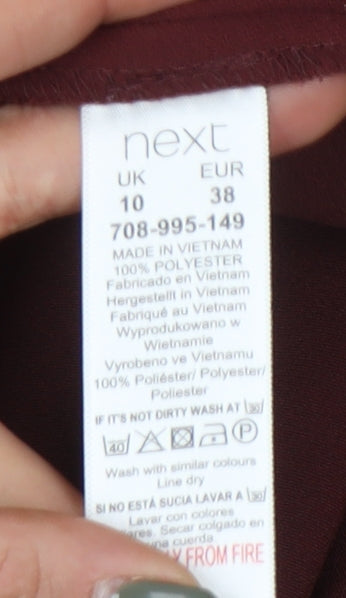 next
UK EUR
10 38
708-995-149
MADE IN VIETNAM
100% POLYESTER
Fabricado en Vietnam
Hergestellt in Vietnam
Fabriqué au Vietnam
Wyprodukowano w
Wietnamie
Vyrobeno ve Vietnamu
100% Poliéster/ Polyester/
Poliester
IF IT'S NOT DIRTY WASH AT 30
40 P
Wash with similar colours
Line dry
SI NO ESTÁ SUCIA LAVAR A 30
Lavar con colores
ares. Secar colgado en
una cuerda
Y FROM FIRE